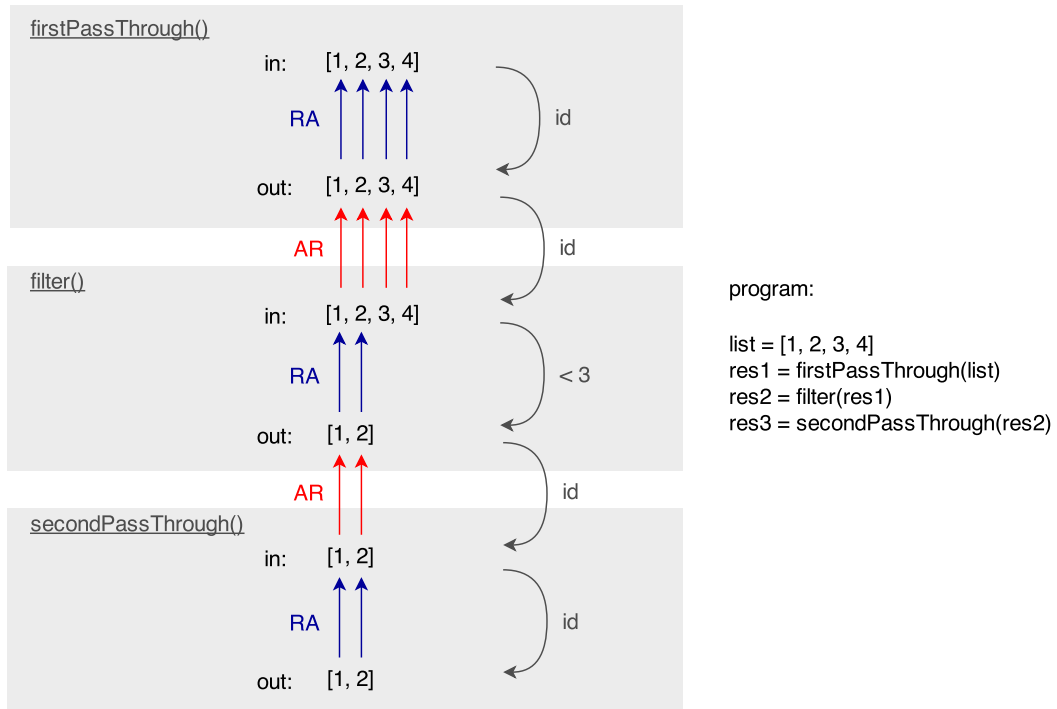 firstPassThrough()
in: [1, 2, 3, 4]
RA
id
out: [1, 2, 3, 4]
AR
id
filter()
in: [1, 2, 3, 4]
RA
< 3
out: [1, 2]
AR
id
secondPassThrough()
in: [1, 2]
RA
id
out: [1, 2]
program:
list = [1, 2, 3, 4]
res1 = firstPassThrough(list)
res2 = filter(res1)
res3 = secondPassThrough(res2)